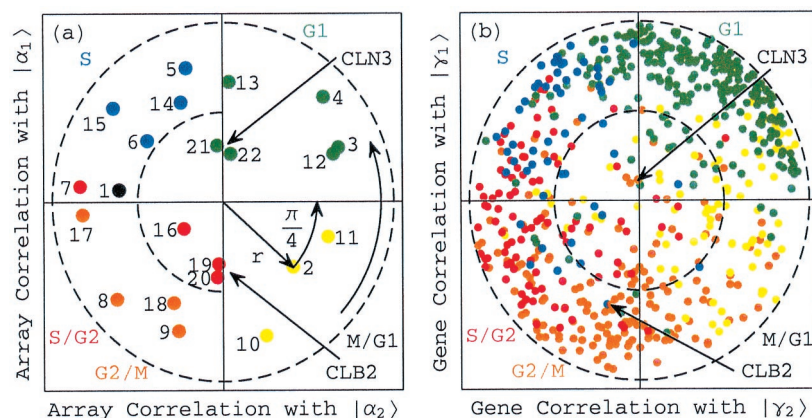 (a)
G1
S
CLN3
5
13
4
14
15
6
21
22
12
3
7
1
17
16
π/4
11
r
2
19
20
8
18
9
10
S/G2
G2/M
M/G1
CLB2
Array Correlation with |α₁⟩
Array Correlation with |α₂⟩
(b)
G1
S
CLN3
S/G2
G2/M
M/G1
CLB2
Gene Correlation with |γ₁⟩
Gene Correlation with |γ₂⟩